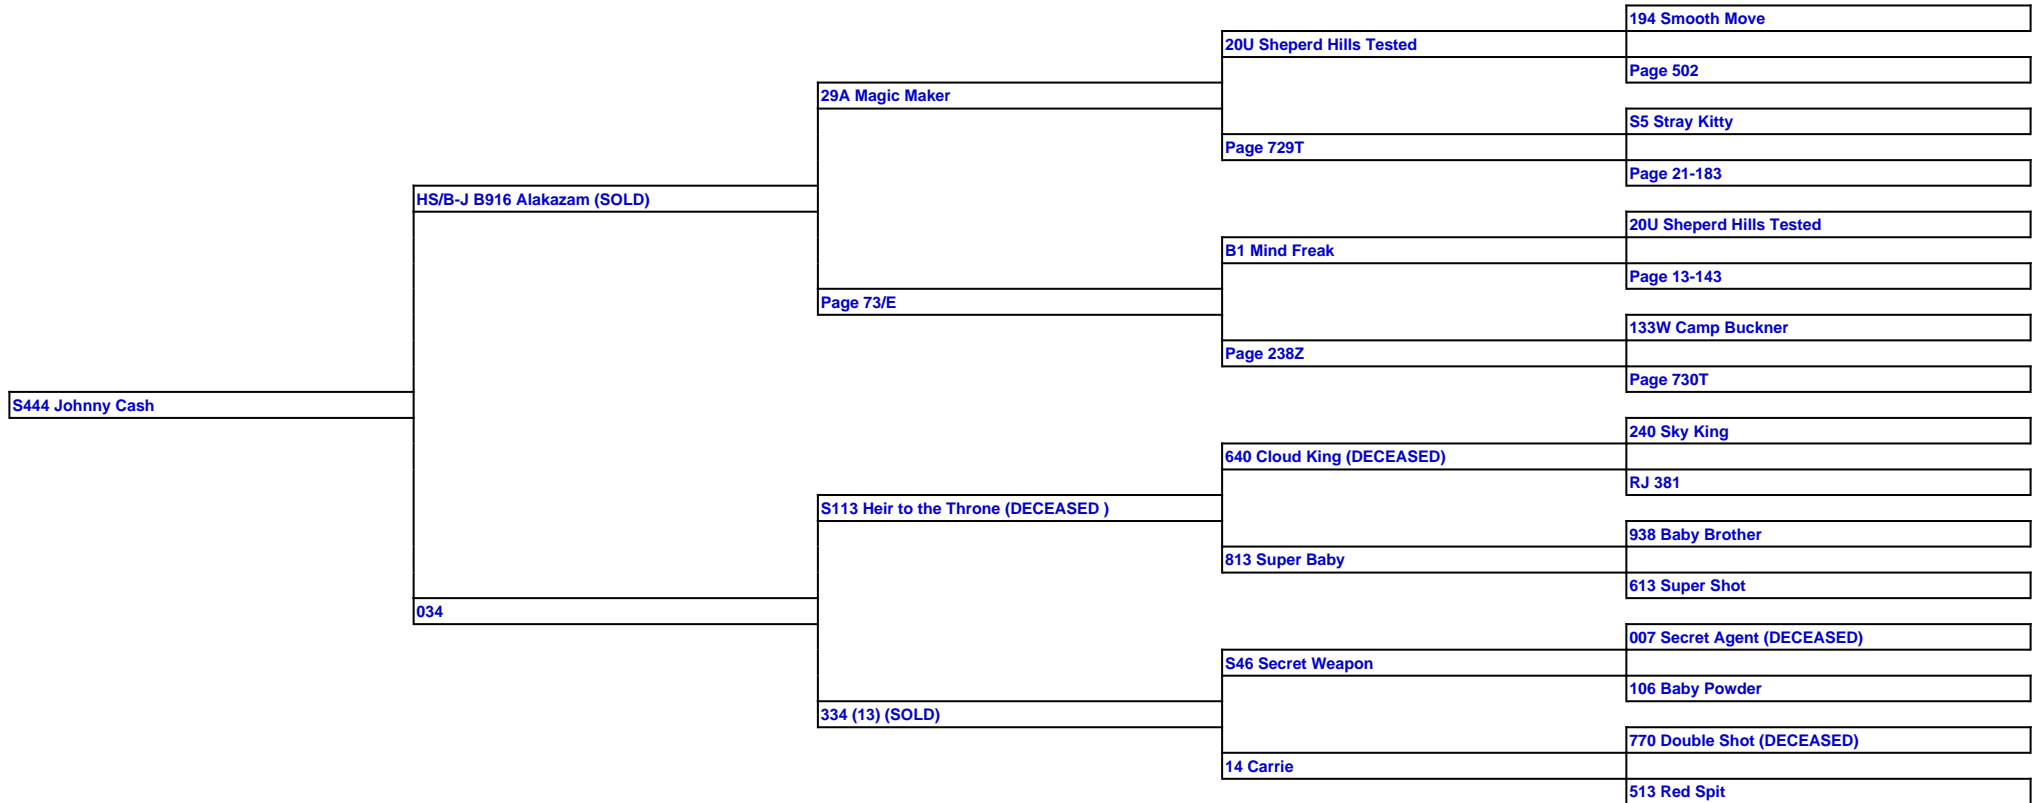 194 Smooth Move
20U Sheperd Hills Tested
Page 502
29A Magic Maker
S5 Stray Kitty
Page 729T
Page 21-183
HS/B-J B916 Alakazam (SOLD)
20U Sheperd Hills Tested
B1 Mind Freak
Page 13-143
Page 73/E
133W Camp Buckner
Page 238Z
Page 730T
S444 Johnny Cash
240 Sky King
640 Cloud King (DECEASED)
RJ 381
S113 Heir to the Throne (DECEASED )
938 Baby Brother
813 Super Baby
613 Super Shot
034
007 Secret Agent (DECEASED)
S46 Secret Weapon
106 Baby Powder
334 (13) (SOLD)
770 Double Shot (DECEASED)
14 Carrie
513 Red Spit